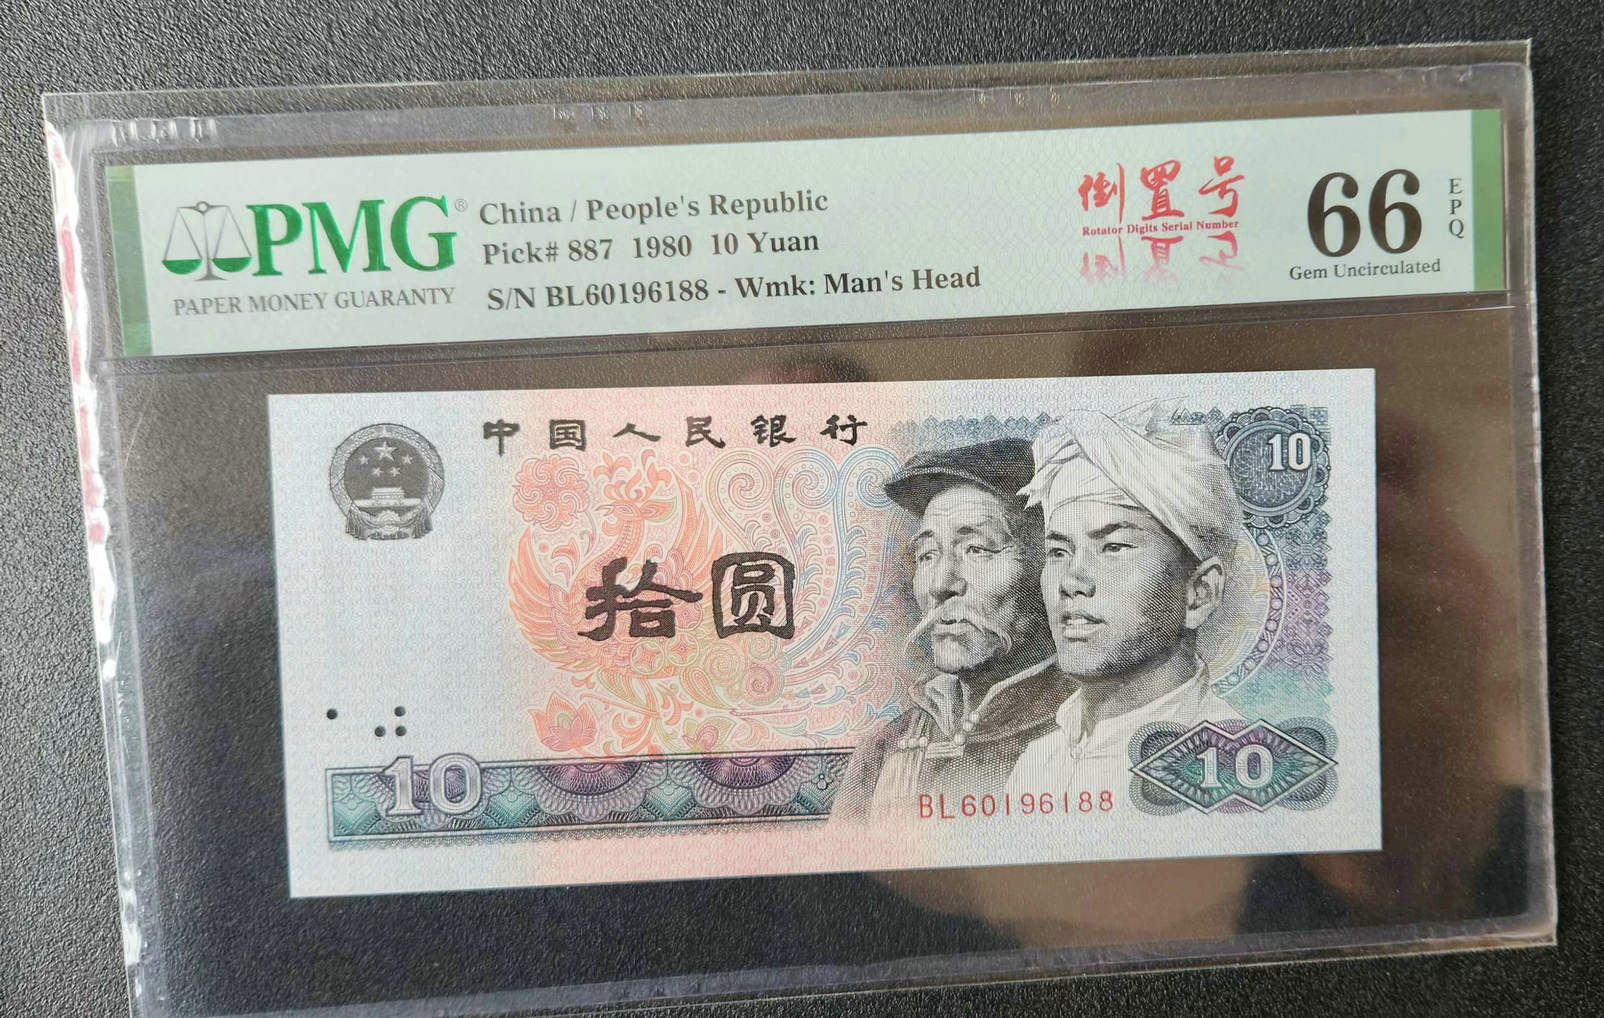 PMG®
PAPER MONEY GUARANTY
China / People's Republic
Pick# 887 1980 10 Yuan
S/N BL60196188 - Wmk: Man's Head
倒置号
Rotator Digits Serial Number
66
EPQ
Gem Uncirculated
中国人民银行
10
拾圆
10
10
BL60196188